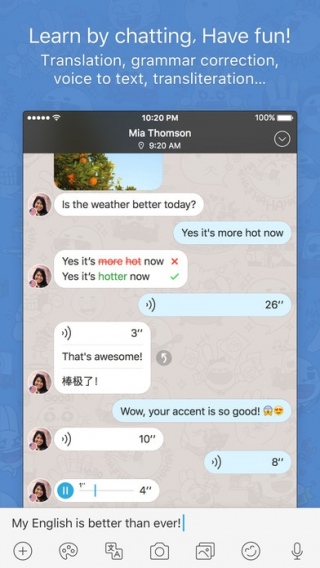 Learn by chatting. Have fun!
Translation, grammar correction,
voice to text, transliteration...
10:20 PM
100%
Mia Thomson
9:20 AM
Is the weather better today?
Yes it's more hot now
Yes it's more hot now
Yes it's hotter now
26’’
3’’
That's awesome!
棒极了!
Wow, your accent is so good! 😱😍
10’’
8’’
1’’
4’’
My English is better than ever!